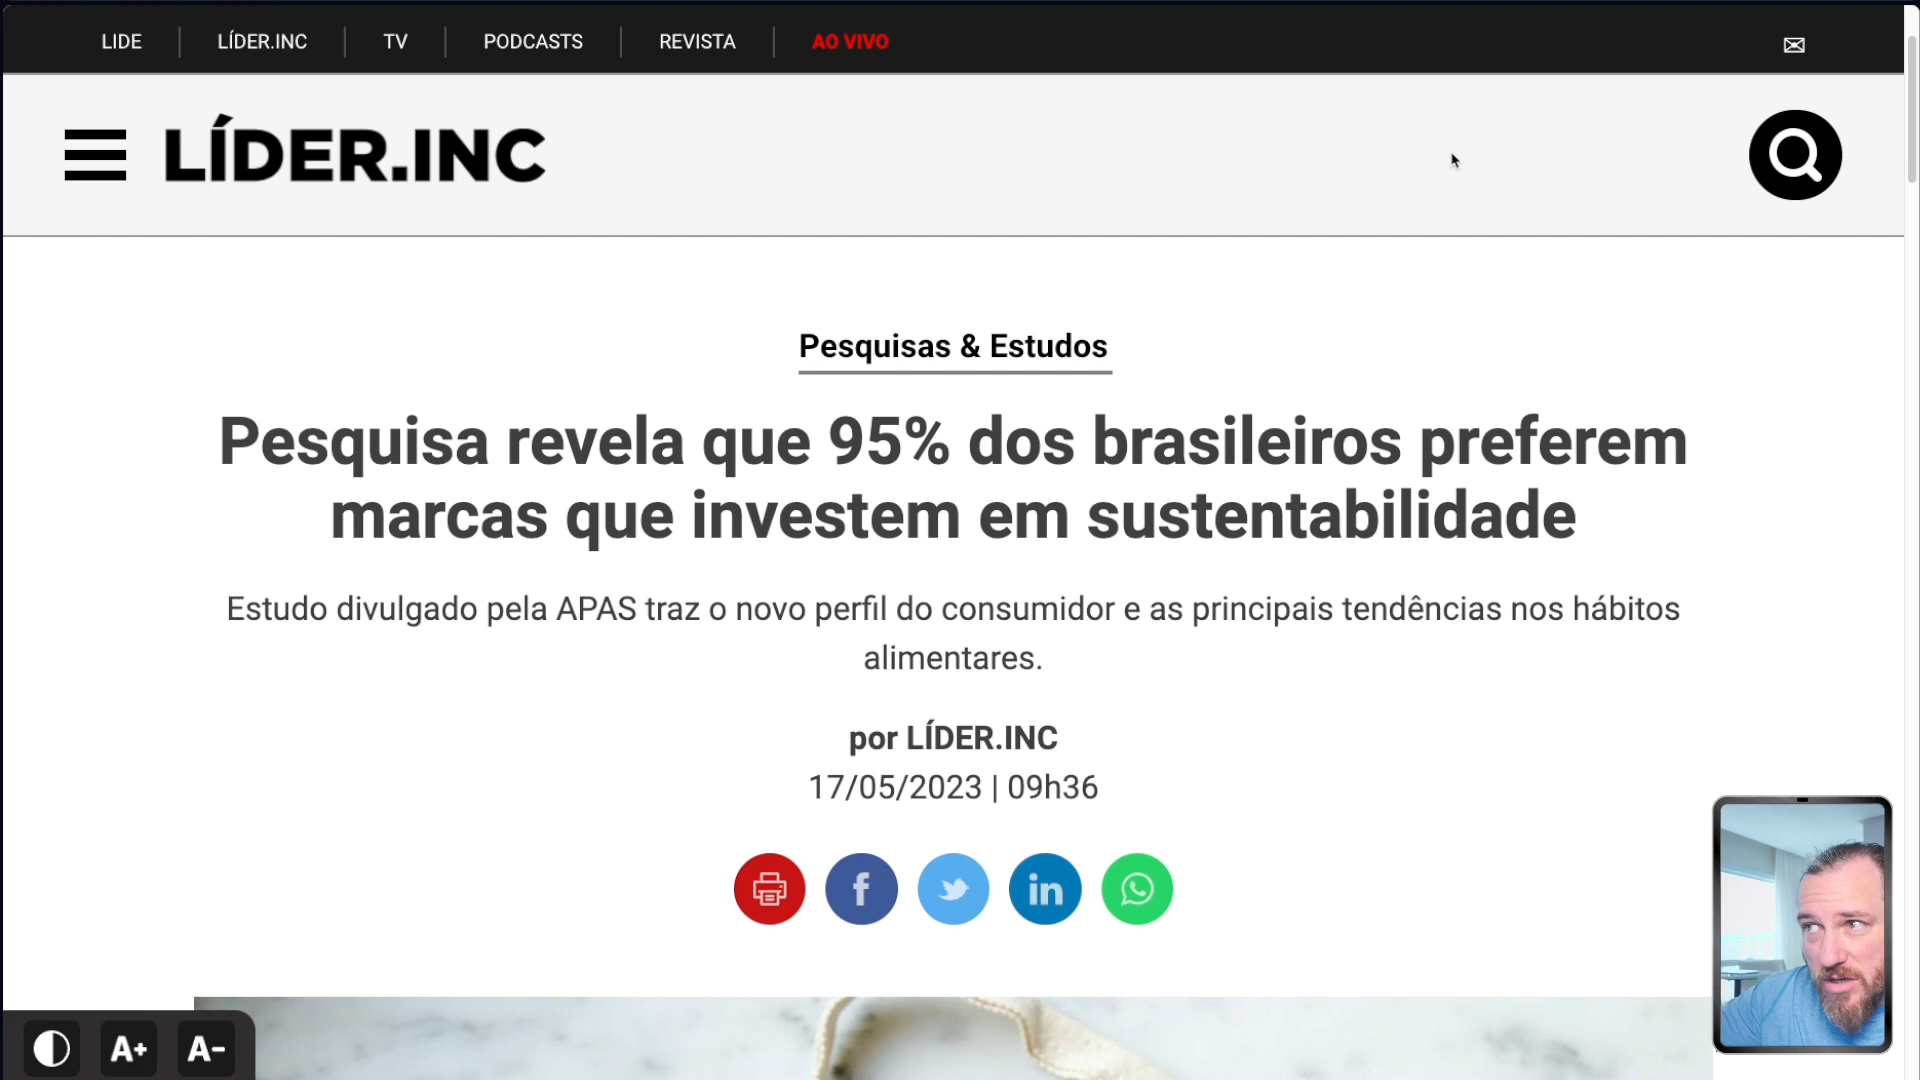 LIDE
LÍDER.INC
TV
PODCASTS
REVISTA
AO VIVO
LÍDER.INC
Pesquisas & Estudos
Pesquisa revela que 95% dos brasileiros preferem
marcas que investem em sustentabilidade
Estudo divulgado pela APAS traz o novo perfil do consumidor e as principais tendências nos hábitos
alimentares.
por LÍDER.INC
17/05/2023 | 09h36
A+
A-